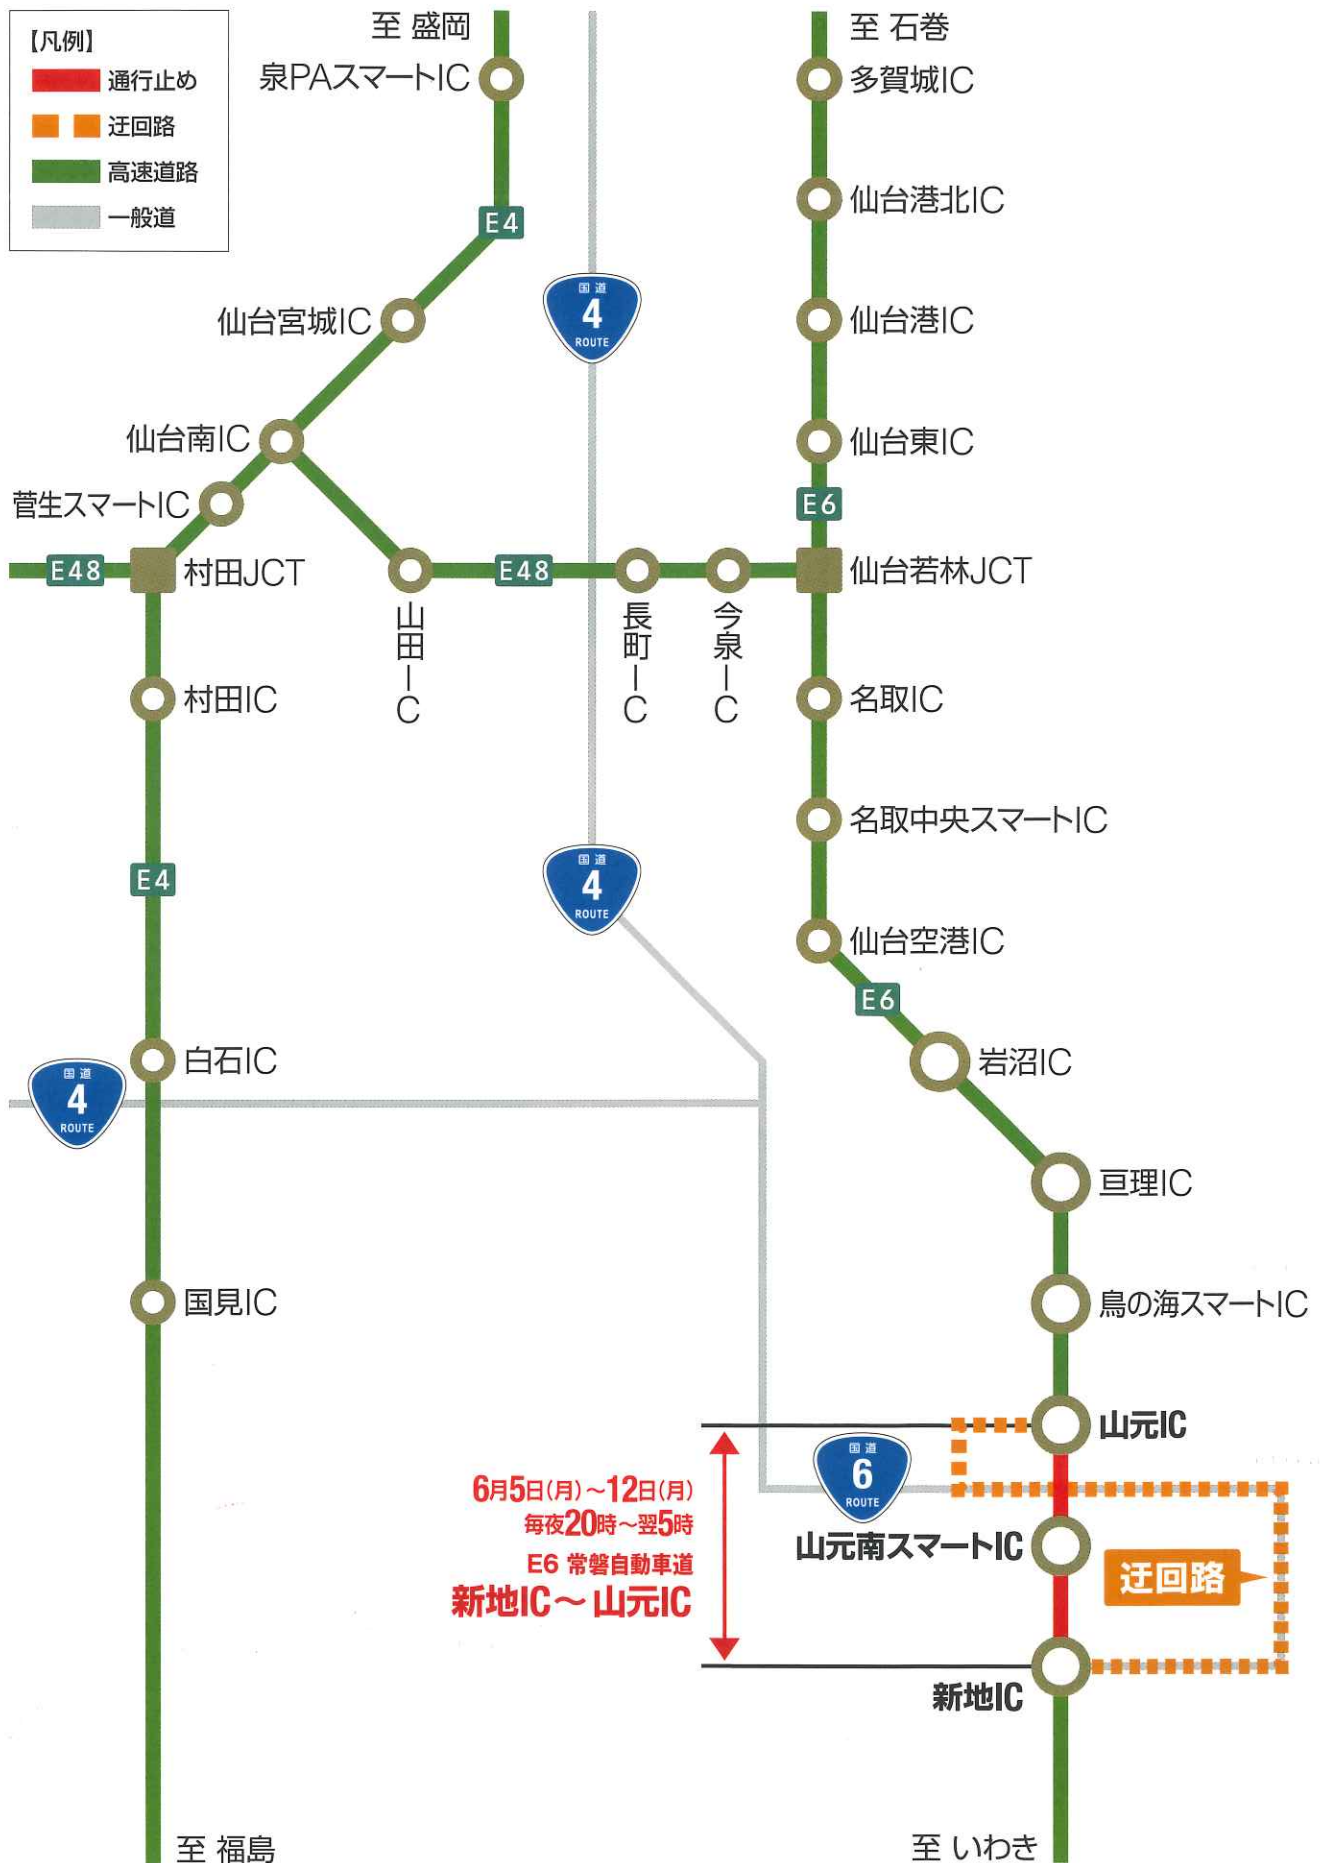 【凡例】
通行止め
迂回路
高速道路
一般道
至 盛岡
泉PAスマートIC
至 石巻
多賀城IC
仙台港北IC
E4
国道
4
ROUTE
仙台宮城IC
仙台港IC
仙台南IC
仙台東IC
菅生スマートIC
E6
E48
村田JCT
E48
仙台若林JCT
山田IC
長町IC
今泉IC
村田IC
名取IC
名取中央スマートIC
E4
国道
4
ROUTE
仙台空港IC
E6
白石IC
岩沼IC
国道
4
ROUTE
亘理IC
国見IC
鳥の海スマートIC
山元IC
国道
6
ROUTE
6月5日(月)~12日(月)
毎夜20時~翌5時
E6 常磐自動車道
新地IC~山元IC
山元南スマートIC
迂回路
新地IC
至 福島
至 いわき